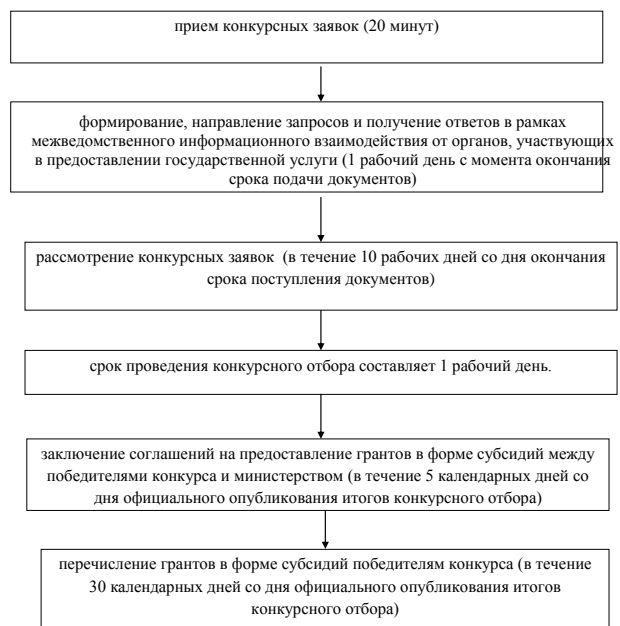 прием конкурсных заявок (20 минут)
формирование, направление запросов и получение ответов в рамках
межведомственного информационного взаимодействия от органов, участвующих
в предоставлении государственной услуги (1 рабочий день с момента окончания
срока подачи документов)
рассмотрение конкурсных заявок (в течение 10 рабочих дней со дня окончания
срока поступления документов)
срок проведения конкурсного отбора составляет 1 рабочий день.
заключение соглашений на предоставление грантов в форме субсидий между
победителями конкурса и министерством (в течение 5 календарных дней со
дня официального опубликования итогов конкурсного отбора)
перечисление грантов в форме субсидий победителям конкурса (в течение
30 календарных дней со дня официального опубликования итогов
конкурсного отбора)